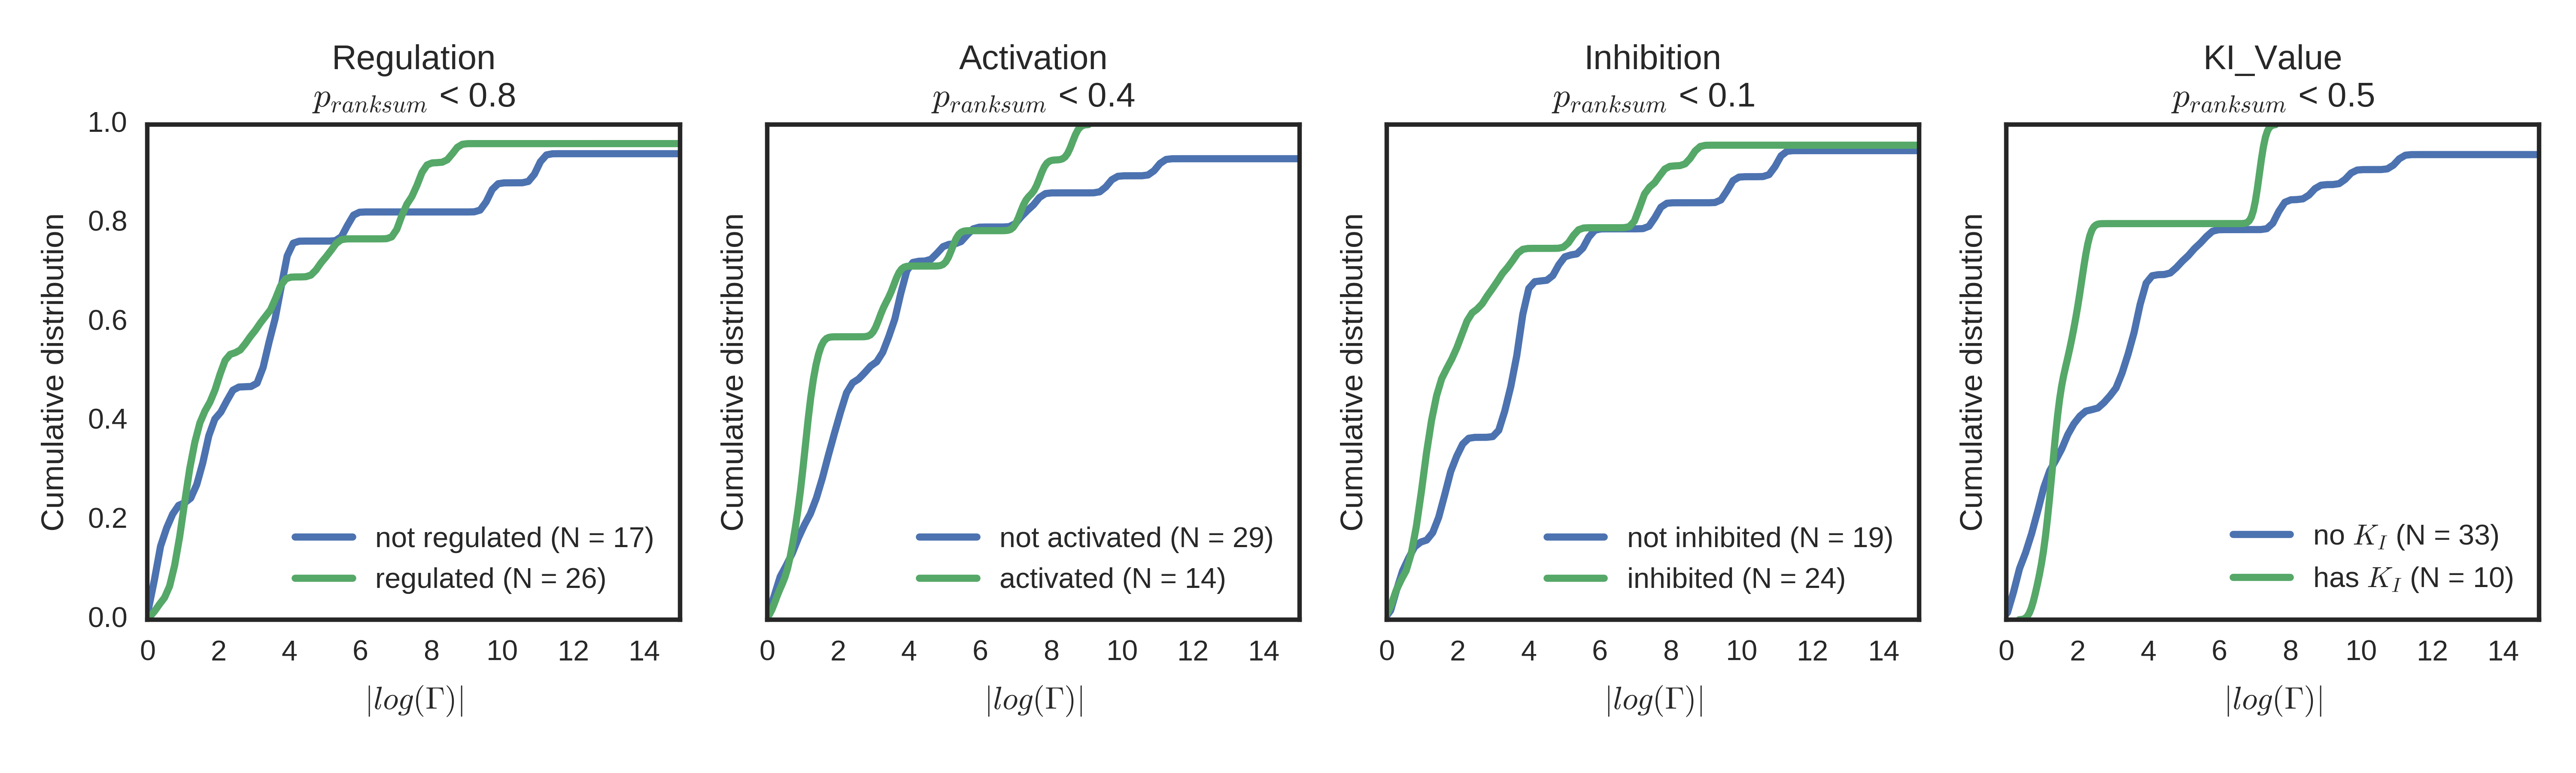 Regulation
p_ranksum < 0.8
Cumulative distribution
1.0
0.8
0.6
0.4
0.2
0.0
not regulated (N = 17)
regulated (N = 26)
0 2 4 6 8 10 12 14
|log(Γ)|
Activation
p_ranksum < 0.4
Cumulative distribution
not activated (N = 29)
activated (N = 14)
0 2 4 6 8 10 12 14
|log(Γ)|
Inhibition
p_ranksum < 0.1
Cumulative distribution
not inhibited (N = 19)
inhibited (N = 24)
0 2 4 6 8 10 12 14
|log(Γ)|
KI_Value
p_ranksum < 0.5
Cumulative distribution
no K_I (N = 33)
has K_I (N = 10)
0 2 4 6 8 10 12 14
|log(Γ)|